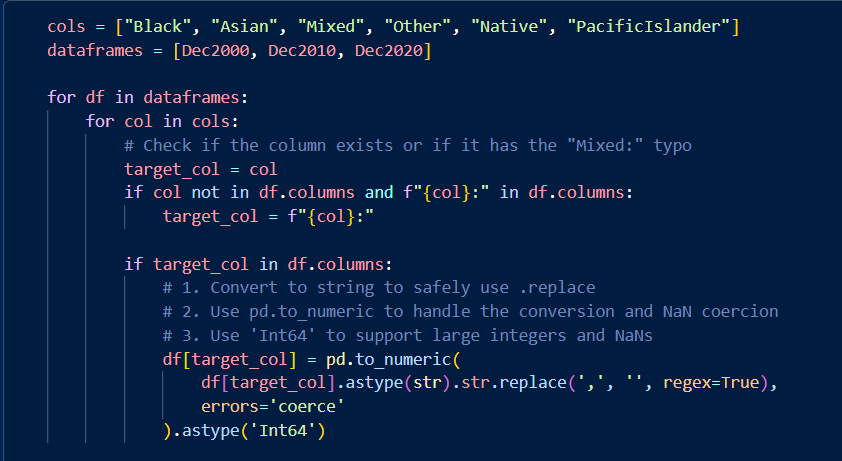 cols = ["Black", "Asian", "Mixed", "Other", "Native", "PacificIslander"]
dataframes = [Dec2000, Dec2010, Dec2020]

for df in dataframes:
    for col in cols:
        # Check if the column exists or if it has the "Mixed:" typo
        target_col = col
        if col not in df.columns and f"{col}:" in df.columns:
            target_col = f"{col}:"

        if target_col in df.columns:
            # 1. Convert to string to safely use .replace
            # 2. Use pd.to_numeric to handle the conversion and NaN coercion
            # 3. Use 'Int64' to support large integers and NaNs
            df[target_col] = pd.to_numeric(
                df[target_col].astype(str).str.replace(',', '', regex=True),
                errors='coerce'
            ).astype('Int64')